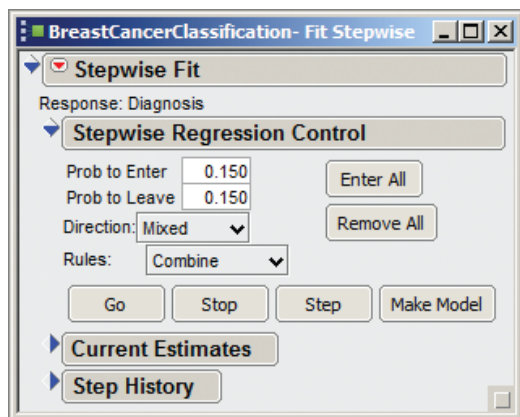 BreastCancerClassification- Fit Stepwise
Stepwise Fit
Response: Diagnosis
Stepwise Regression Control
Prob to Enter 0.150
Prob to Leave 0.150
Enter All
Remove All
Direction: Mixed
Rules: Combine
Go Stop Step Make Model
Current Estimates
Step History